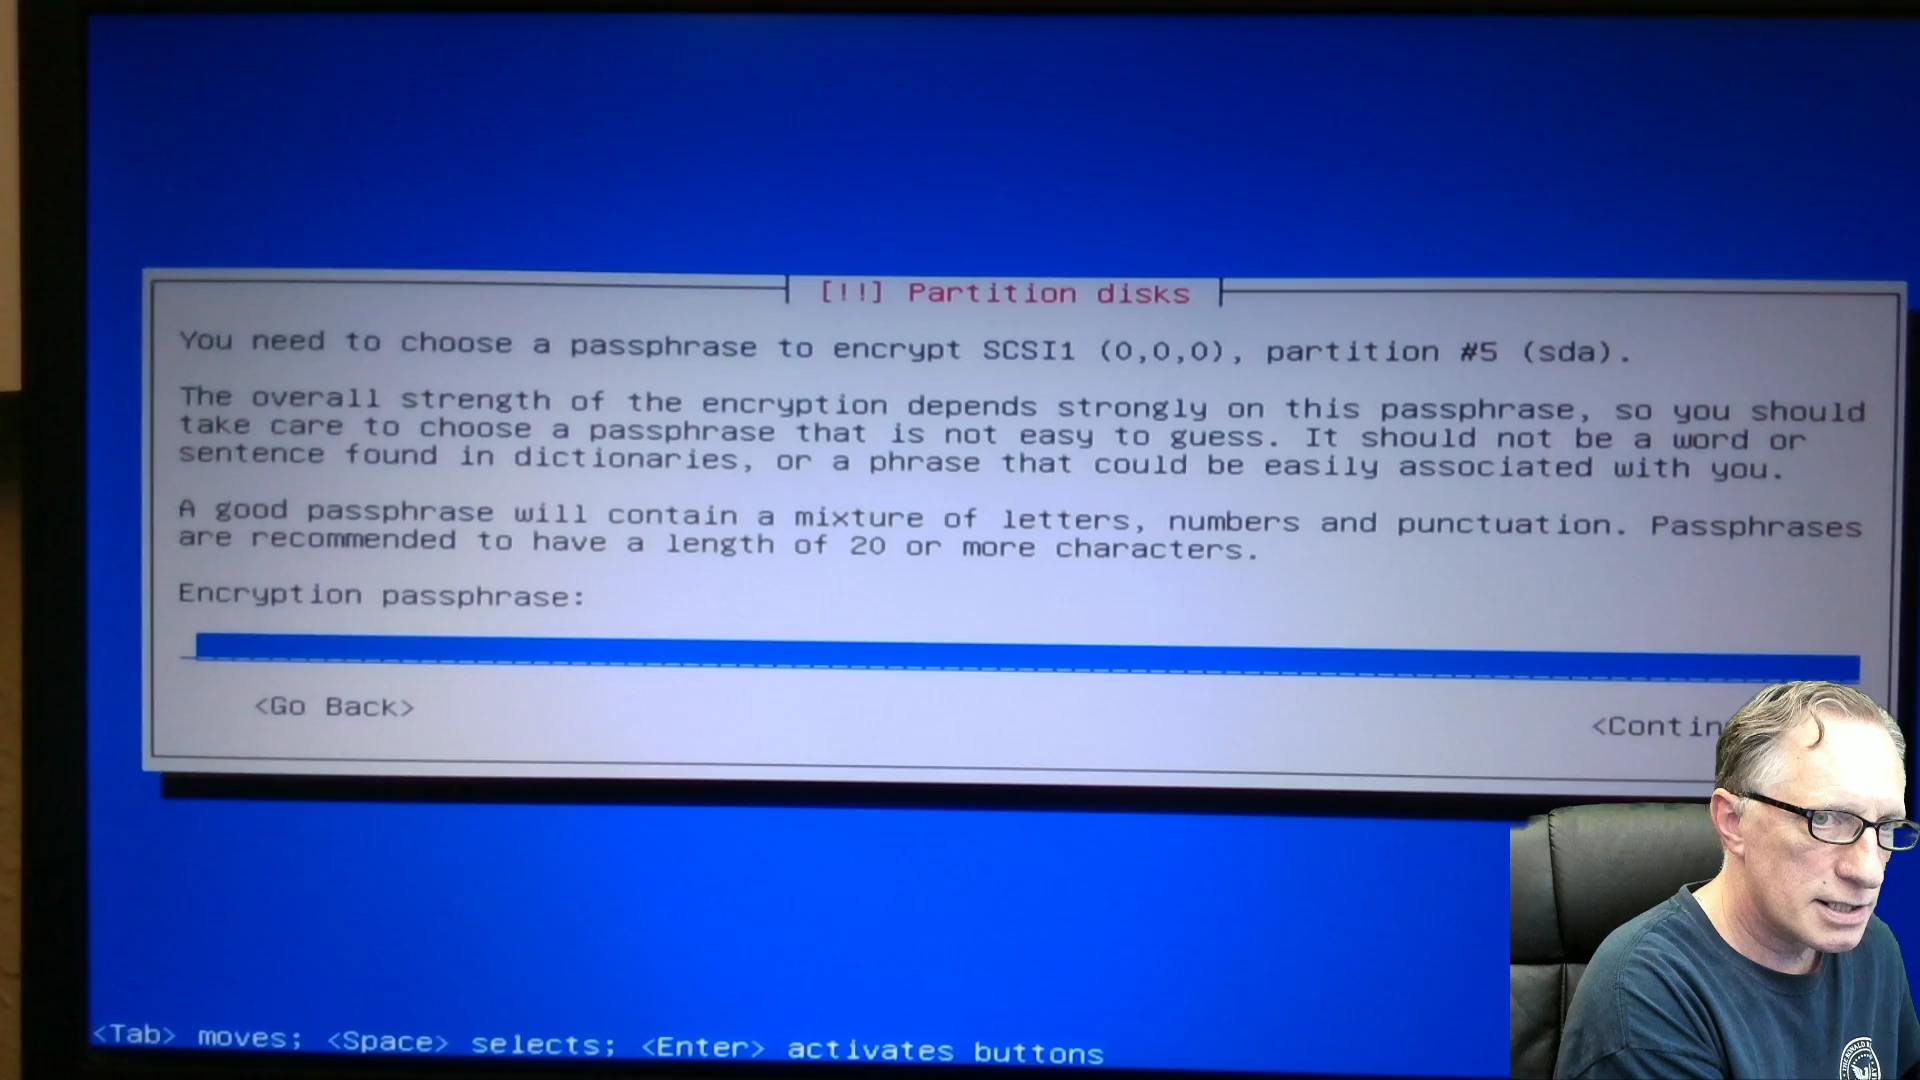 [!!] Partition disks
You need to choose a passphrase to encrypt SCSI1 (0,0,0), partition #5 (sda).
The overall strength of the encryption depends strongly on this passphrase, so you should
take care to choose a passphrase that is not easy to guess. It should not be a word or
sentence found in dictionaries, or a phrase that could be easily associated with you.
A good passphrase will contain a mixture of letters, numbers and punctuation. Passphrases
are recommended to have a length of 20 or more characters.
Encryption passphrase:
<Go Back>
<Contin
<Tab> moves; <Space> selects; <Enter> activates buttons